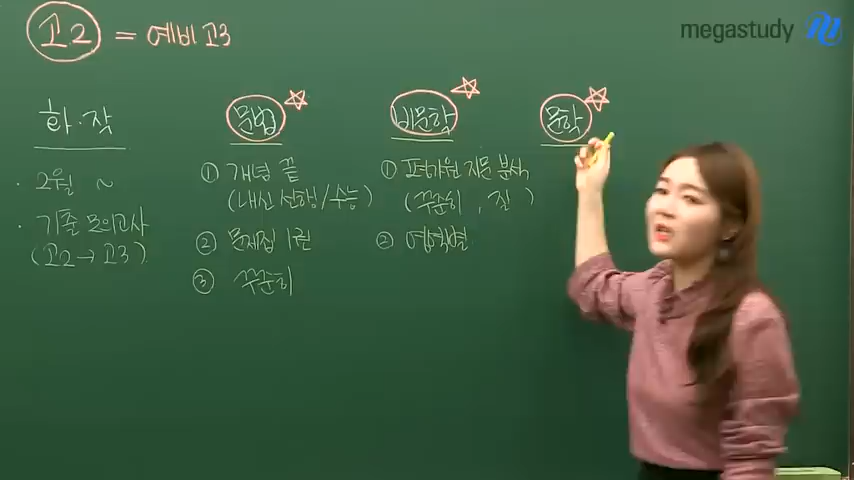 고2 = 예비 고3
megastudy
화·작
· 2월 ~
· 기출 모의고사
(고2→고3)
문법
① 개념 끝
(내신 선행/수능)
② 문제집 1권
③ 꾸준히
비문학
① 평가원 지문 분석
(꾸준히, 질)
② 영역별
문학